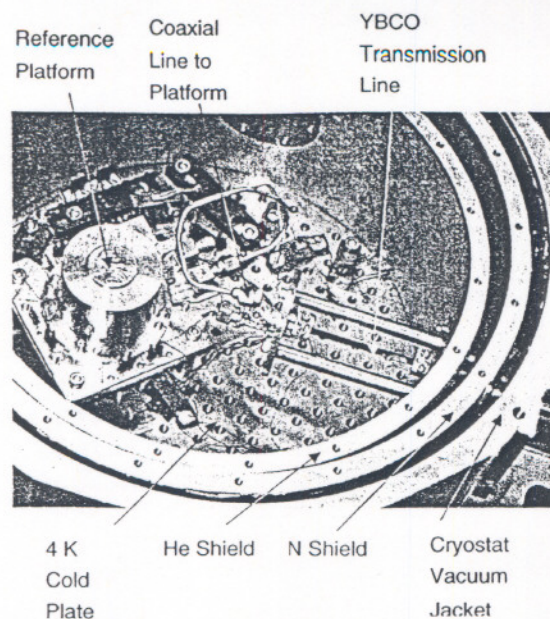 Reference
Platform
Coaxial
Line to
Platform
YBCO
Transmission
Line
4 K
Cold
Plate
He Shield
N Shield
Cryostat
Vacuum
Jacket